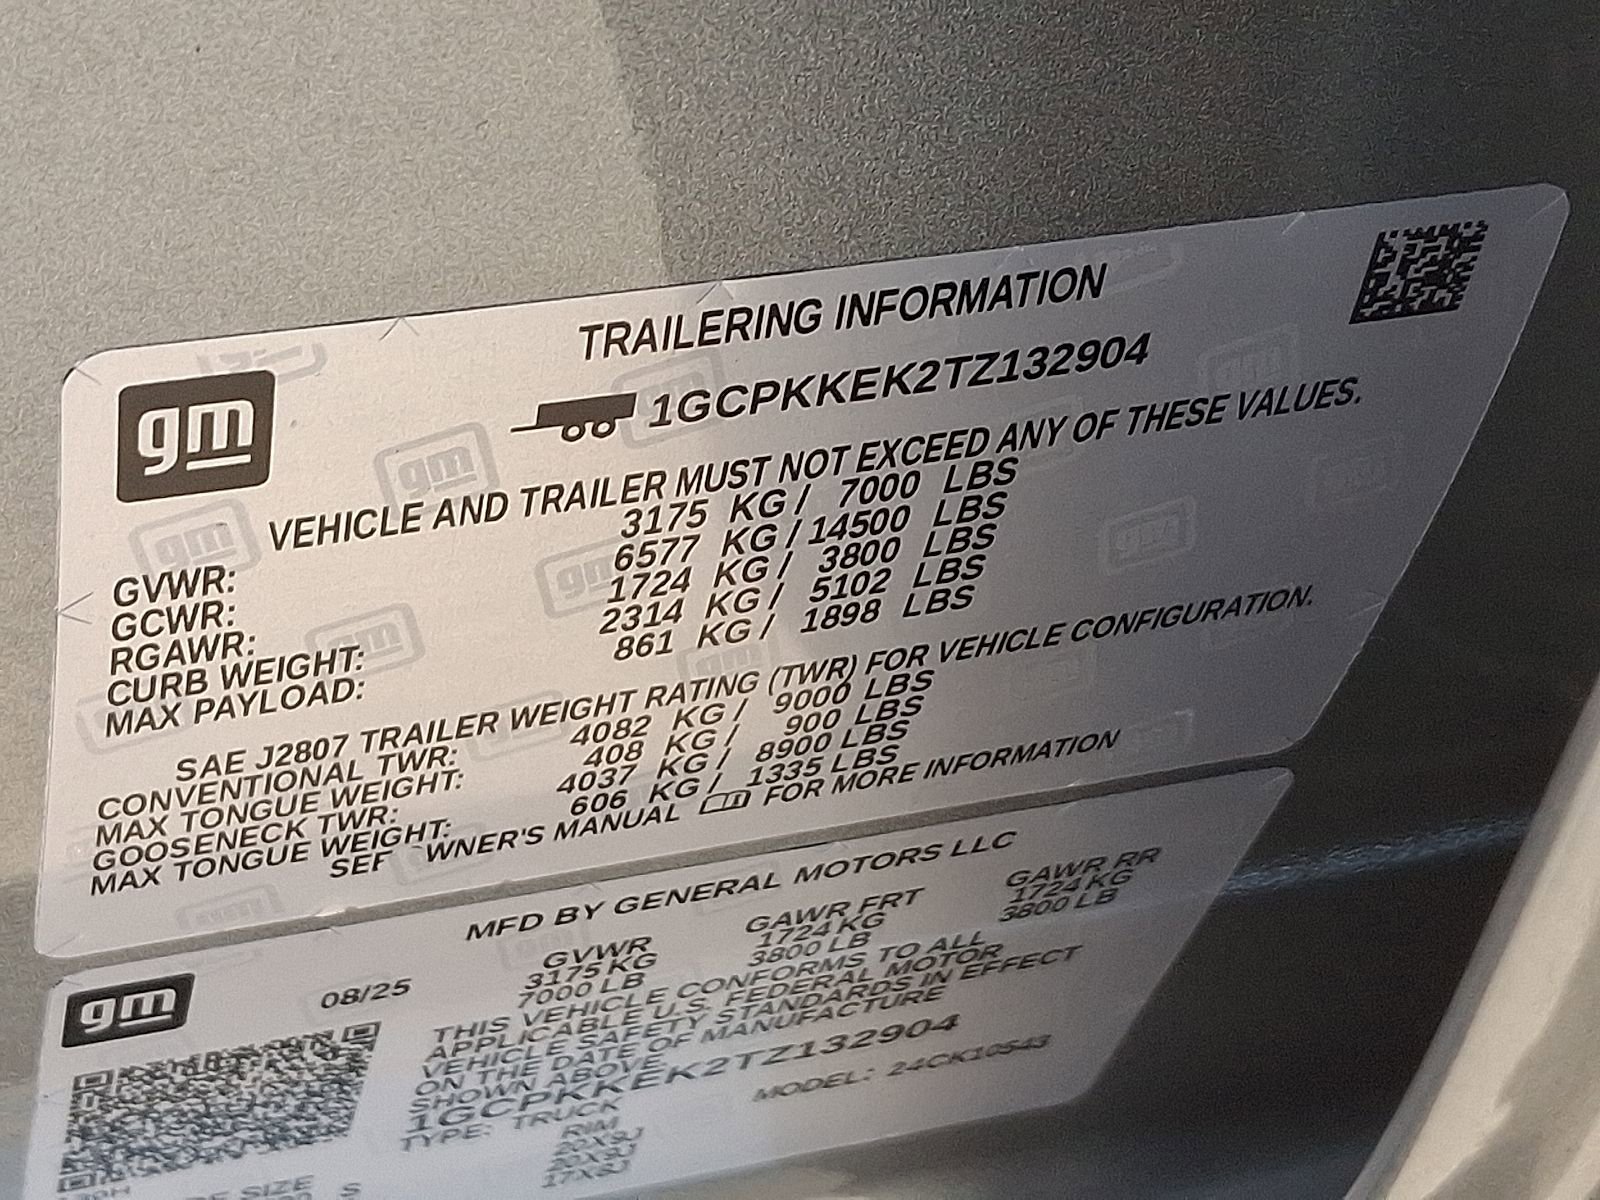 TRAILERING INFORMATION
gm
1GCPKKEK2TZ132904
VEHICLE AND TRAILER MUST NOT EXCEED ANY OF THESE VALUES.
GVWR: 3175 KG / 7000 LBS
GCWR: 6577 KG / 14500 LBS
RGAWR: 1724 KG / 3800 LBS
CURB WEIGHT: 2314 KG / 5102 LBS
MAX PAYLOAD: 861 KG / 1898 LBS
SAE J2807 TRAILER WEIGHT RATING (TWR) FOR VEHICLE CONFIGURATION.
CONVENTIONAL TWR: 4082 KG / 9000 LBS
MAX TONGUE WEIGHT: 408 KG / 900 LBS
GOOSENECK TWR: 4037 KG / 8900 LBS
MAX TONGUE WEIGHT: 606 KG / 1335 LBS
WNER'S MANUAL FOR MORE INFORMATION
gm
MFD BY GENERAL MOTORS LLC
08/25 GVWR GAWR FRT GAWR RR
3175 KG 1724 KG 1724 KG
7000 LB 3800 LB 3800 LB
THIS VEHICLE CONFORMS TO ALL
APPLICABLE U.S. FEDERAL MOTOR
VEHICLE SAFETY STANDARDS IN EFFECT
ON THE DATE OF MANUFACTURE
SHOWN ABOVE
1GCPKKEK2TZ132904
TYPE: TRUCK MODEL: 24CK10543
RIM
SIZE